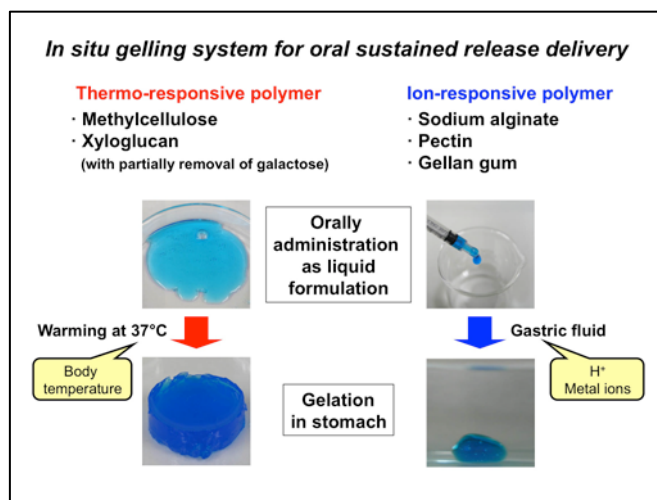 In situ gelling system for oral sustained release delivery
Thermo-responsive polymer
· Methylcellulose
· Xyloglucan
(with partially removal of galactose)
Ion-responsive polymer
· Sodium alginate
· Pectin
· Gellan gum
Orally
administration
as liquid
formulation
Warming at 37°C
Body
temperature
Gastric fluid
H⁺
Metal ions
Gelation
in stomach